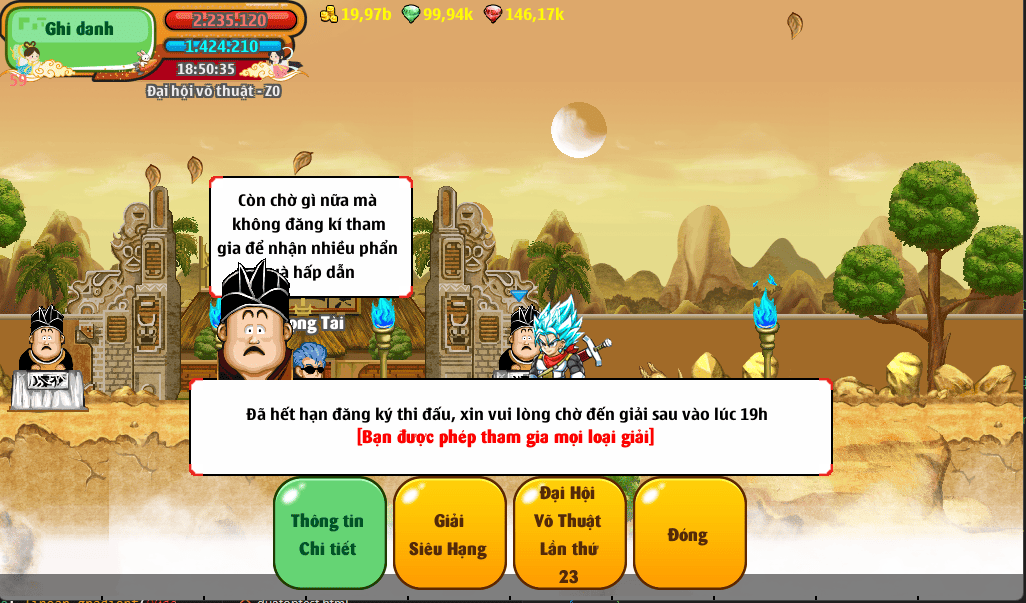 Ghi danh
2.235.120
1.424.210
18:50:35
59
Đại hội võ thuật - Z0
19,97b 99,94k 146,17k
Còn chờ gì nữa mà
không đăng kí tham
gia để nhận nhiều phẩn
hấp dẫn
Tài
Đã hết hạn đăng ký thi đấu, xin vui lòng chờ đến giải sau vào lúc 19h
[Bạn được phép tham gia mọi loại giải]
Thông tin
Chi tiết
Giải
Siêu Hạng
Đại Hội
Võ Thuật
Lần thứ
23
Đóng